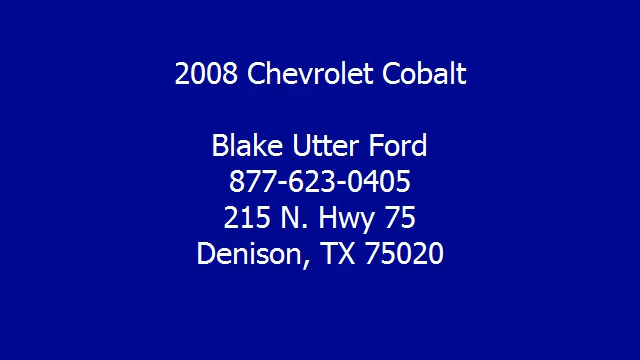 2008 Chevrolet Cobalt
Blake Utter Ford
877-623-0405
215 N. Hwy 75
Denison, TX 75020